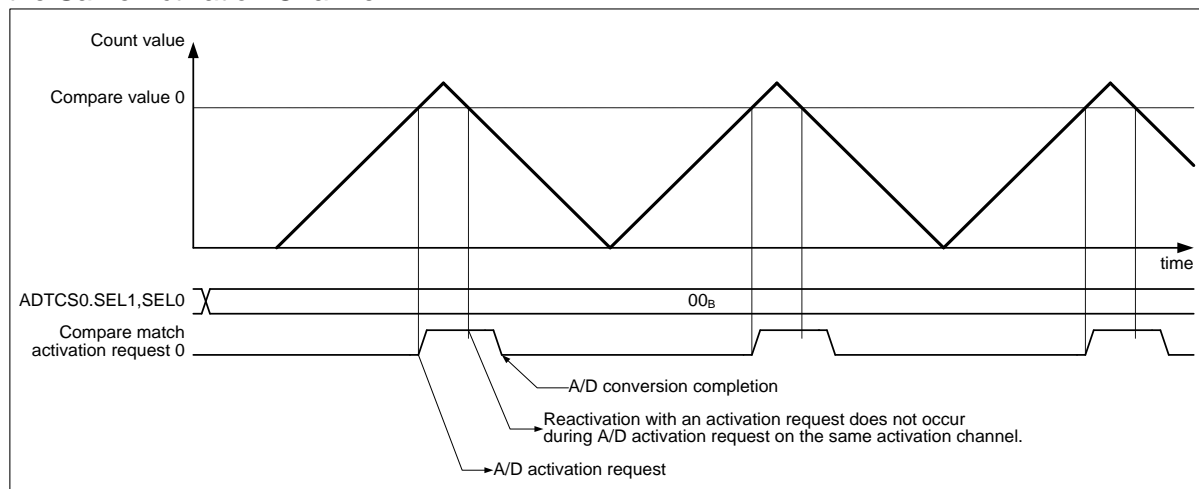 Count value
Compare value 0
time
ADTCS0.SEL1,SEL0
00B
Compare match
activation request 0
A/D conversion completion
Reactivation with an activation request does not occur
during A/D activation request on the same activation channel.
A/D activation request